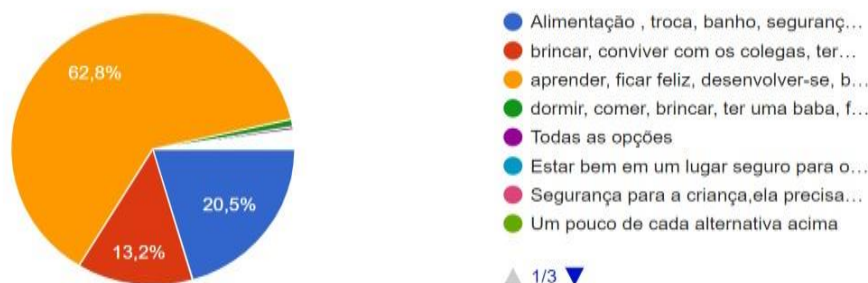 62,8%
20,5%
13,2%
Alimentação , troca, banho, seguranç...
brincar, conviver com os colegas, ter...
aprender, ficar feliz, desenvolver-se, b...
dormir, comer, brincar, ter uma baba, f...
Todas as opções
Estar bem em um lugar seguro para o...
Segurança para a criança,ela precisa...
Um pouco de cada alternativa acima
1/3